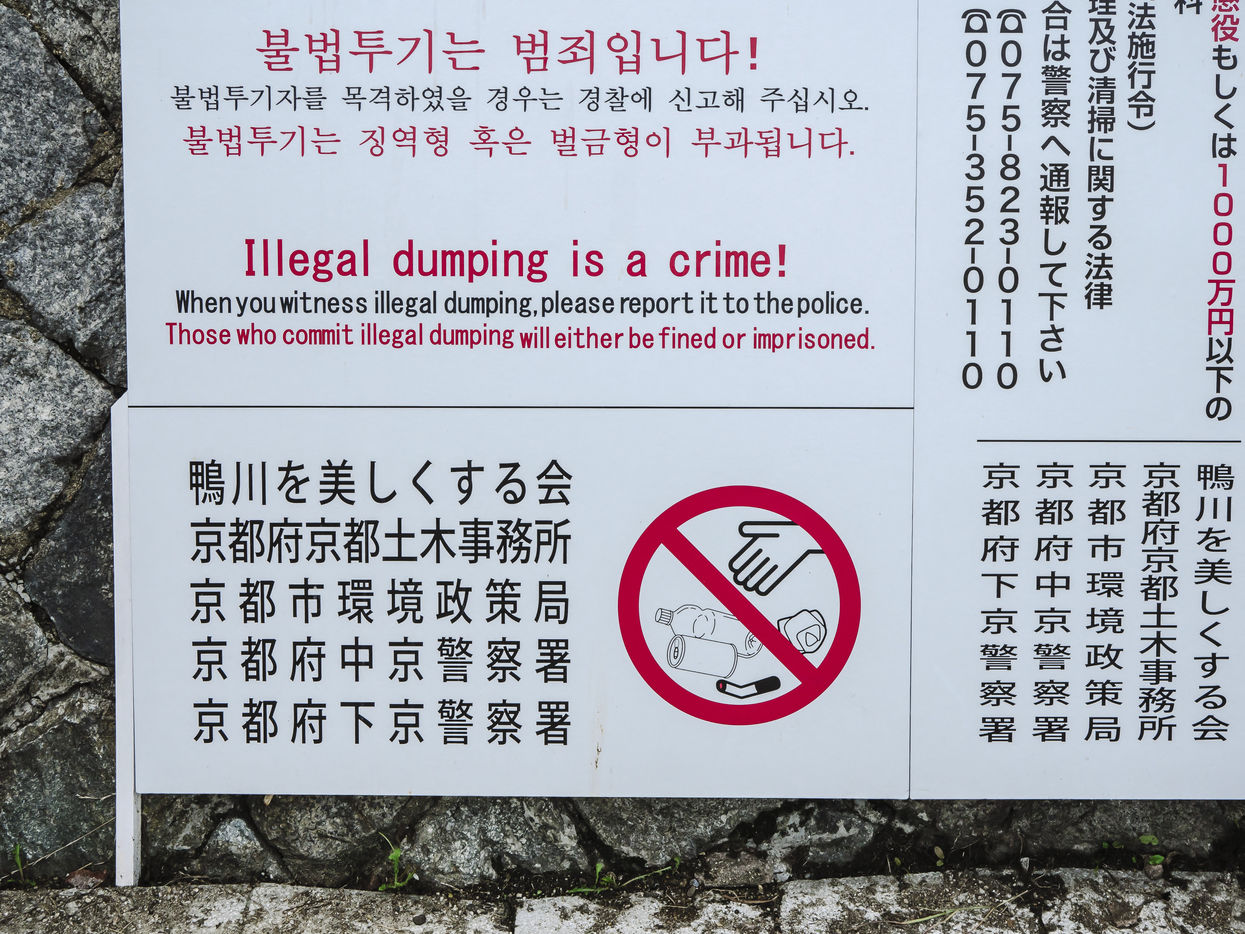 불법투기는 범죄입니다!
불법투기자를 목격하였을 경우는 경찰에 신고해 주십시오.
불법투기는 징역형 혹은 벌금형이 부과됩니다.
Illegal dumping is a crime!
When you witness illegal dumping, please report it to the police.
Those who commit illegal dumping will either be fined or imprisoned.
鴨川を美しくする会
京都府京都土木事務所
京都市環境政策局
京都府中京警察署
京都府下京警察署
懲役もしくは1000万円以下の
科
法施行令）
理及び清掃に関する法律
合は警察へ通報して下さい
☎075-823-0110
☎075-352-0110
鴨川を美しくする会
京都府京都土木事務所
京都市環境政策局
京都府中京警察署
京都府下京警察署